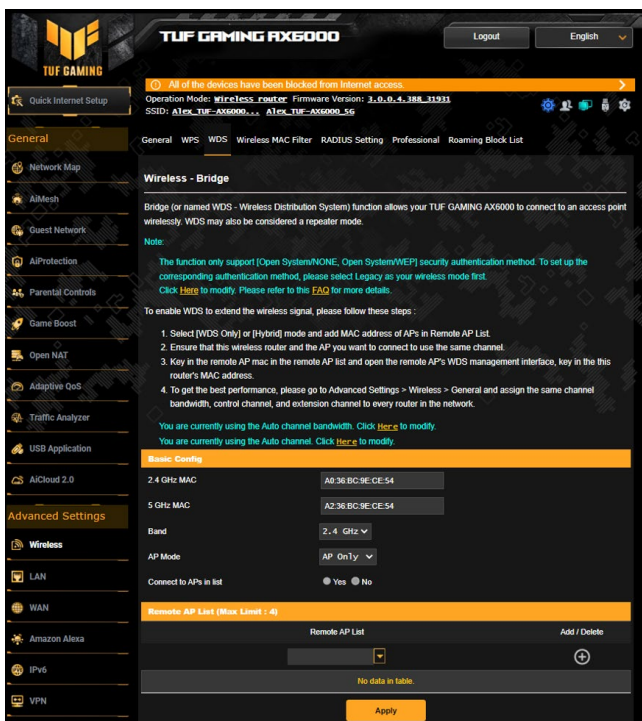 TUF GAMING AX6000
Logout
English
TUF GAMING
All of the devices have been blocked from Internet access.
Quick Internet Setup
Operation Mode: Wireless router Firmware Version: 3.0.0.4.388_31931
SSID: Alex_TUF-AX6000... Alex_TUF-AX6000_5G
General
General WPS WDS Wireless MAC Filter RADIUS Setting Professional Roaming Block List
Network Map
AiMesh
Guest Network
AiProtection
Parental Controls
Game Boost
Open NAT
Adaptive QoS
Traffic Analyzer
USB Application
AiCloud 2.0
Advanced Settings
Wireless
LAN
WAN
Amazon Alexa
IPv6
VPN
Wireless - Bridge
Bridge (or named WDS - Wireless Distribution System) function allows your TUF GAMING AX6000 to connect to an access point
wirelessly. WDS may also be considered a repeater mode.
Note:
The function only support [Open System/NONE, Open System/WEP] security authentication method. To set up the
corresponding authentication method, please select Legacy as your wireless mode first.
Click Here to modify. Please refer to this FAQ for more details.
To enable WDS to extend the wireless signal, please follow these steps :
1. Select [WDS Only] or [Hybrid] mode and add MAC address of APs in Remote AP List.
2. Ensure that this wireless router and the AP you want to connect to use the same channel.
3. Key in the remote AP mac in the remote AP list and open the remote AP's WDS management interface, key in the this
router's MAC address.
4. To get the best performance, please go to Advanced Settings > Wireless > General and assign the same channel
bandwidth, control channel, and extension channel to every router in the network.
You are currently using the Auto channel bandwidth. Click Here to modify.
You are currently using the Auto channel. Click Here to modify.
Basic Config
2.4 GHz MAC A0:36:BC:9E:CE:54
5 GHz MAC A2:36:BC:9E:CE:54
Band 2.4 GHz
AP Mode AP Only
Connect to APs in list Yes No
Remote AP List (Max Limit : 4)
Remote AP List Add / Delete
No data in table.
Apply